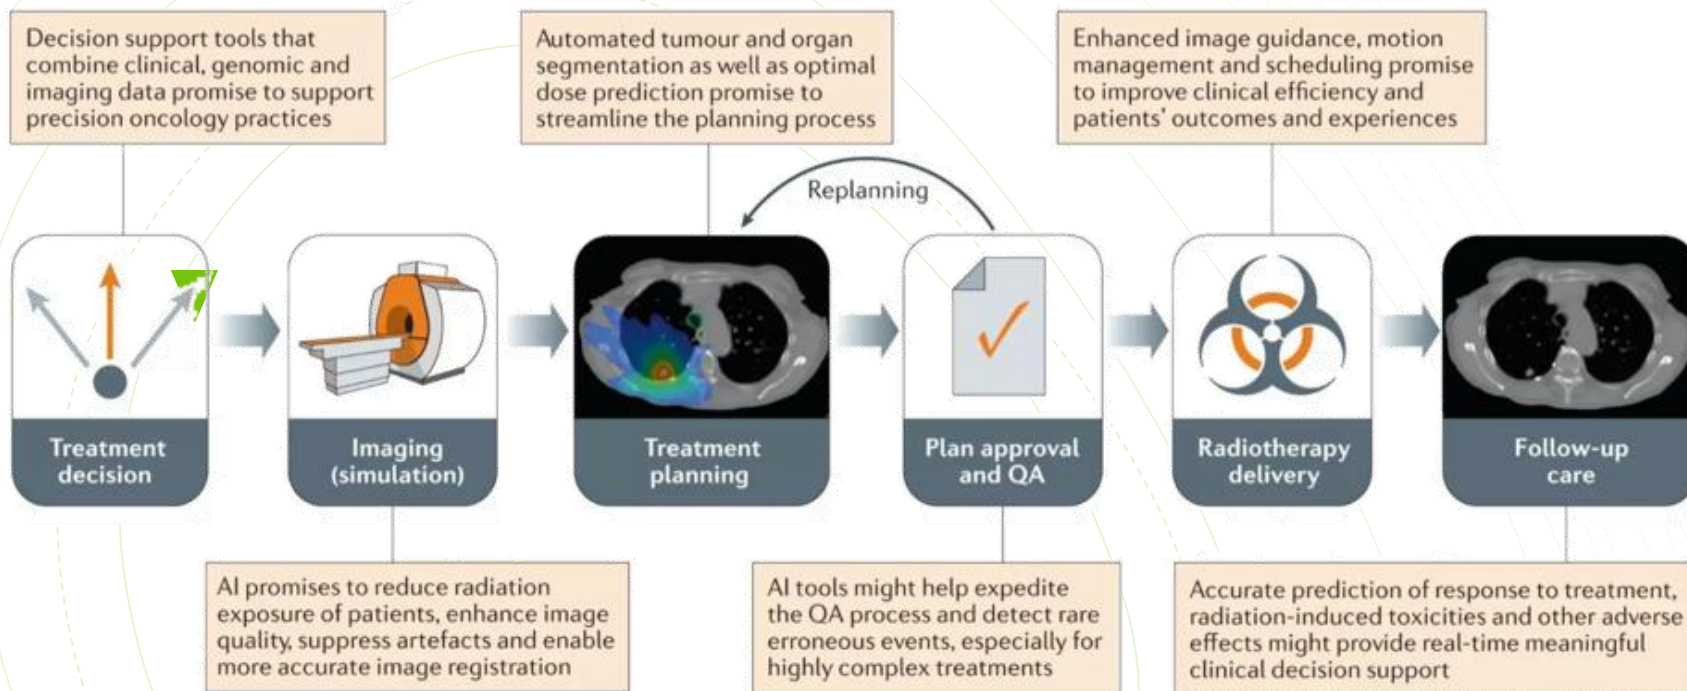 Decision support tools that
combine clinical, genomic and
imaging data promise to support
precision oncology practices
Automated tumour and organ
segmentation as well as optimal
dose prediction promise to
streamline the planning process
Enhanced image guidance, motion
management and scheduling promise
to improve clinical efficiency and
patients' outcomes and experiences
Replanning
Treatment
decision
Imaging
(simulation)
Treatment
planning
Plan approval
and QA
Radiotherapy
delivery
Follow-up
care
AI promises to reduce radiation
exposure of patients, enhance image
quality, suppress artefacts and enable
more accurate image registration
AI tools might help expedite
the QA process and detect rare
erroneous events, especially for
highly complex treatments
Accurate prediction of response to treatment,
radiation-induced toxicities and other adverse
effects might provide real-time meaningful
clinical decision support